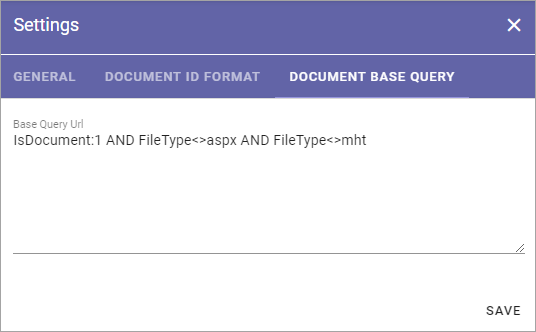 Settings
GENERAL DOCUMENT ID FORMAT DOCUMENT BASE QUERY
Base Query Url
IsDocument:1 AND FileType<>aspx AND FileType<>mht
SAVE